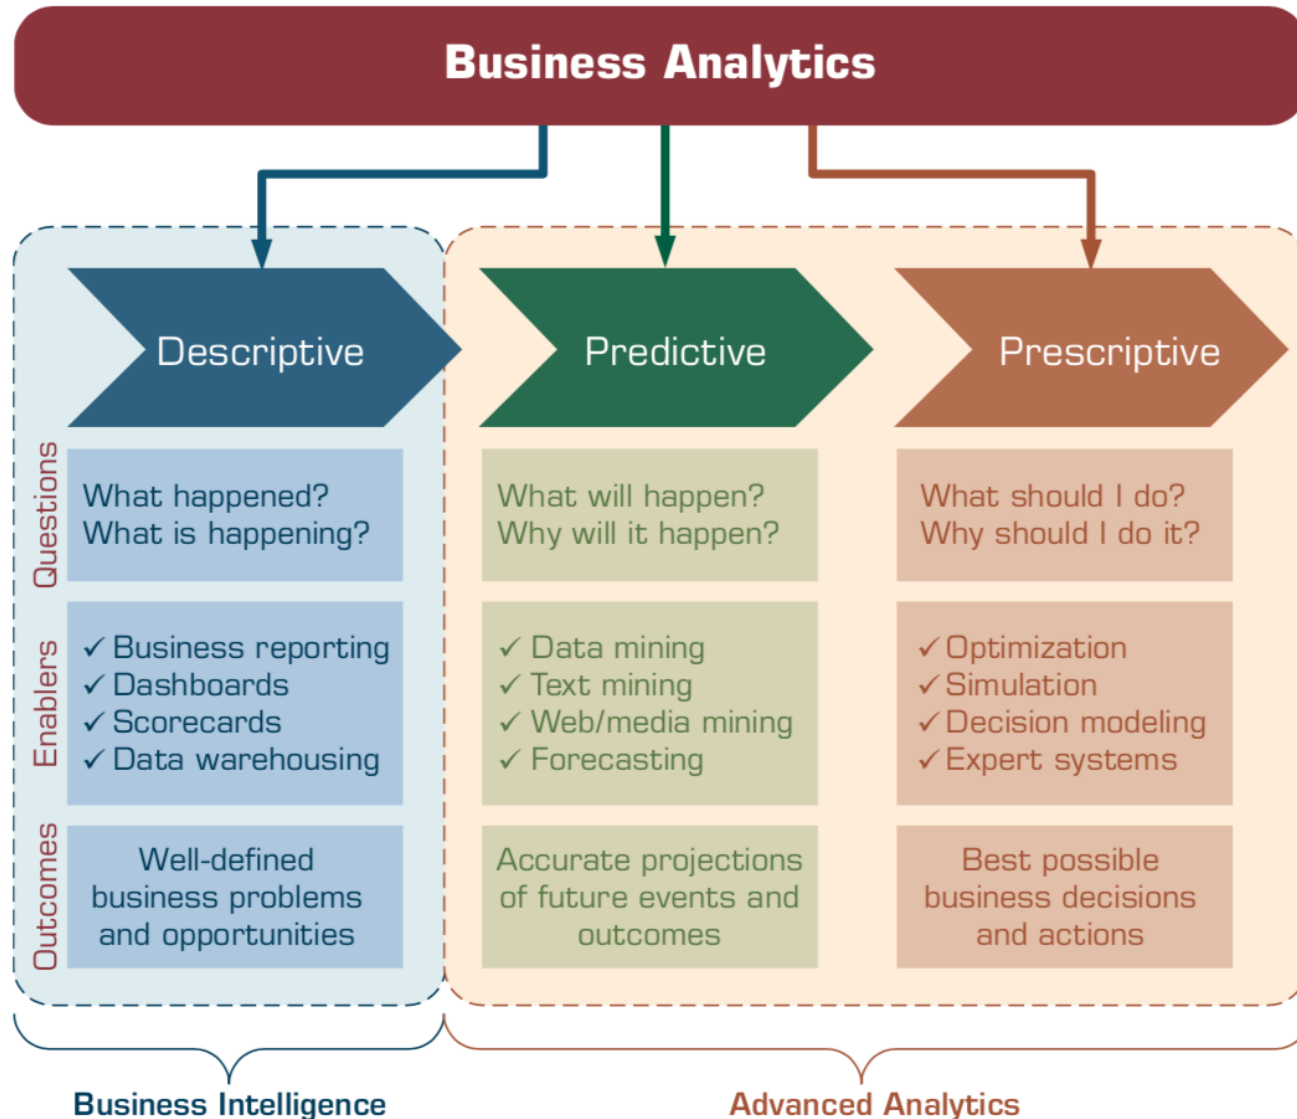 Business Analytics
Descriptive
Predictive
Prescriptive
Questions
What happened?
What is happening?
What will happen?
Why will it happen?
What should I do?
Why should I do it?
Enablers
✓ Business reporting
✓ Dashboards
✓ Scorecards
✓ Data warehousing
✓ Data mining
✓ Text mining
✓ Web/media mining
✓ Forecasting
✓ Optimization
✓ Simulation
✓ Decision modeling
✓ Expert systems
Outcomes
Well-defined
business problems
and opportunities
Accurate projections
of future events and
outcomes
Best possible
business decisions
and actions
Business Intelligence
Advanced Analytics